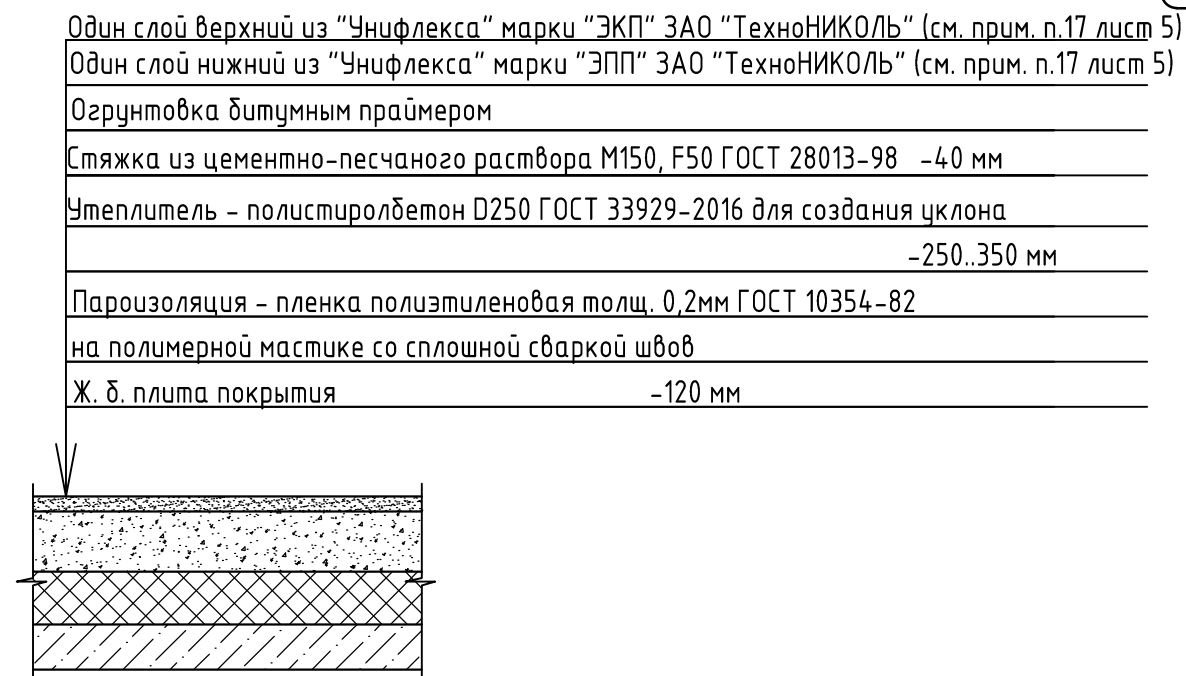 Один слой верхний из "Унифлекса" марки "ЭКП" ЗАО "ТехноНИКОЛЬ" (см. прим. п.17 лист 5)
Один слой нижний из "Унифлекса" марки "ЭПП" ЗАО "ТехноНИКОЛЬ" (см. прим. п.17 лист 5)
Огрунтовка битумным праймером
Стяжка из цементно-песчаного раствора М150, F50 ГОСТ 28013-98 -40 мм
Утеплитель - полистиролбетон D250 ГОСТ 33929-2016 для создания уклона
-250..350 мм
Пароизоляция - пленка полиэтиленовая толщ. 0,2мм ГОСТ 10354-82
на полимерной мастике со сплошной сваркой швов
Ж. б. плита покрытия -120 мм